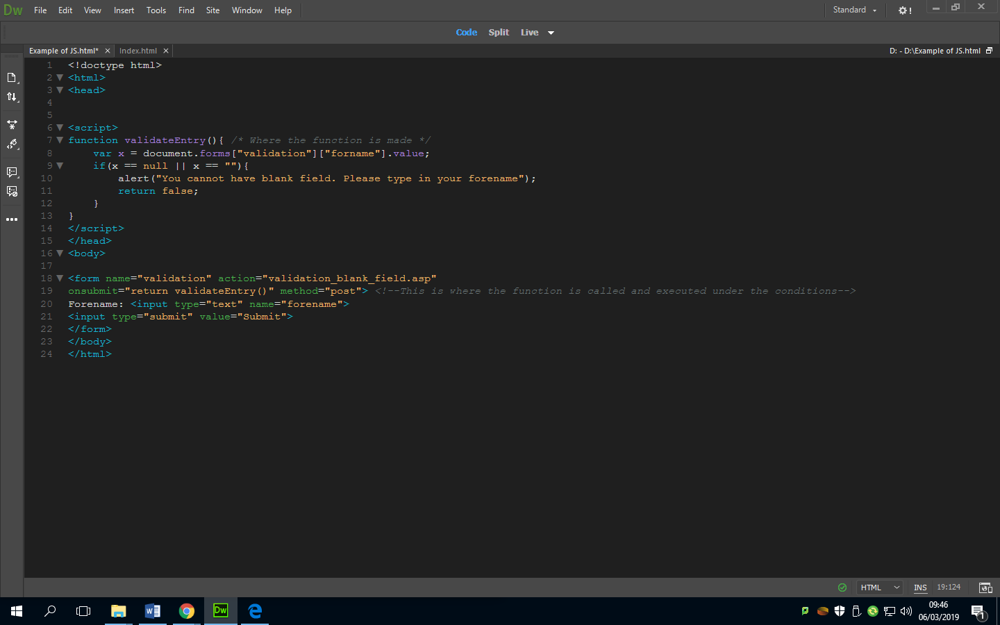 Dw File Edit View Insert Tools Find Site Window Help Standard
Code Split Live
Example of JS.html* × Index.html × D: - D:\Example of JS.html
1 <!doctype html>
2 <html>
3 <head>
4
5
6 <script>
7 function validateEntry(){ /* Where the function is made */
8 var x = document.forms["validation"]["forname"].value;
9 if(x == null || x == ""){
10 alert("You cannot have blank field. Please type in your forename");
11 return false;
12 }
13 }
14 </script>
15 </head>
16 <body>
17
18 <form name="validation" action="validation_blank_field.asp"
19 onsubmit="return validateEntry()" method="post"> <!--This is where the function is called and executed under the conditions-->
20 Forename: <input type="text" name="forename">
21 <input type="submit" value="Submit">
22 </form>
23 </body>
24 </html>
HTML INS 19:124
09:46
06/03/2019
1